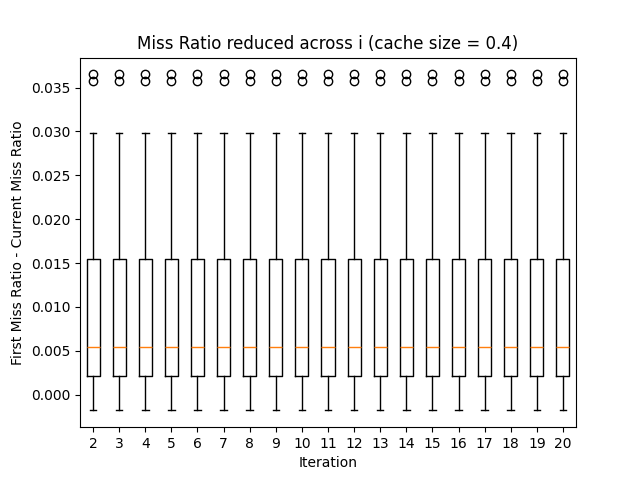 Miss Ratio reduced across i (cache size = 0.4)
First Miss Ratio - Current Miss Ratio
0.035
0.030
0.025
0.020
0.015
0.010
0.005
0.000
2 3 4 5 6 7 8 9 10 11 12 13 14 15 16 17 18 19 20
Iteration